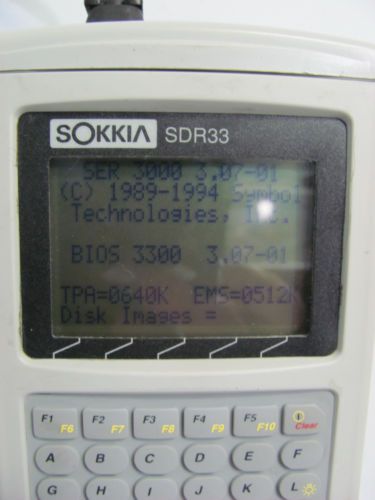 SOKKIA SDR33
SER 3000 3.07-01
(C) 1989-1994 Symbol
Technologies, Inc.
BIOS 3300 3.07-01
TPA=0640K EMS=0512K
Disk Images =
F1 F6 F2 F7 F3 F8 F4 F9 F5 F10 Clear
A B C D E F
G H I J K L